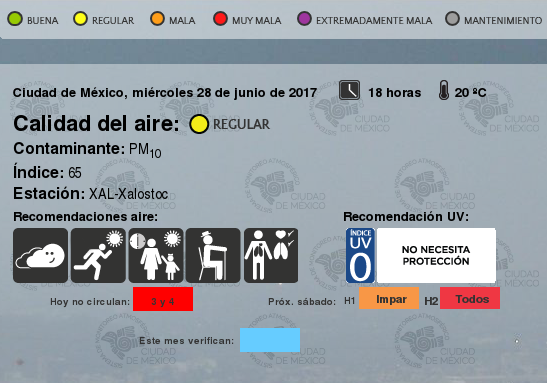 BUENA REGULAR MALA MUY MALA EXTREMADAMENTE MALA MANTENIMIENTO
Ciudad de México, miércoles 28 de junio de 2017 18 horas 20 ºC
Calidad del aire: REGULAR
Contaminante: PM10
Índice: 65
Estación: XAL-Xalostoc
Recomendaciones aire: Recomendación UV:
ÍNDICE
UV
0
NO NECESITA
PROTECCIÓN
Hoy no circulan: 3 y 4 Próx. sábado: H1 Impar H2 Todos
Este mes verifican:
CIUDAD
DE MÉXICO